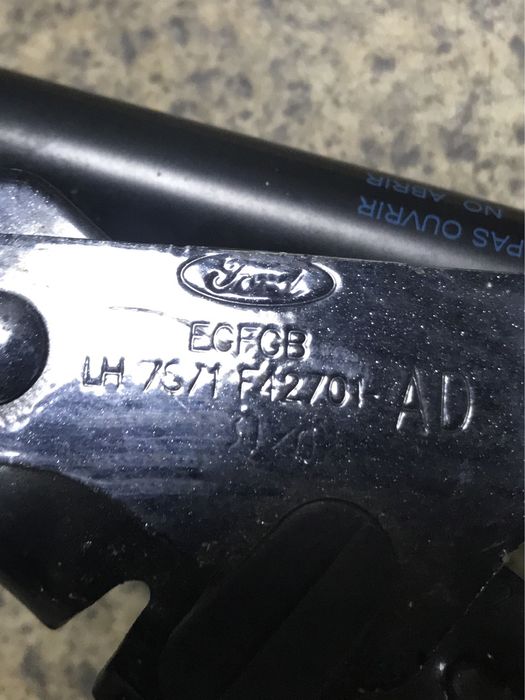 PAS OUVRIR
NO ABRIR
Ford
EGFGB
LH 7S71 F42701-AD